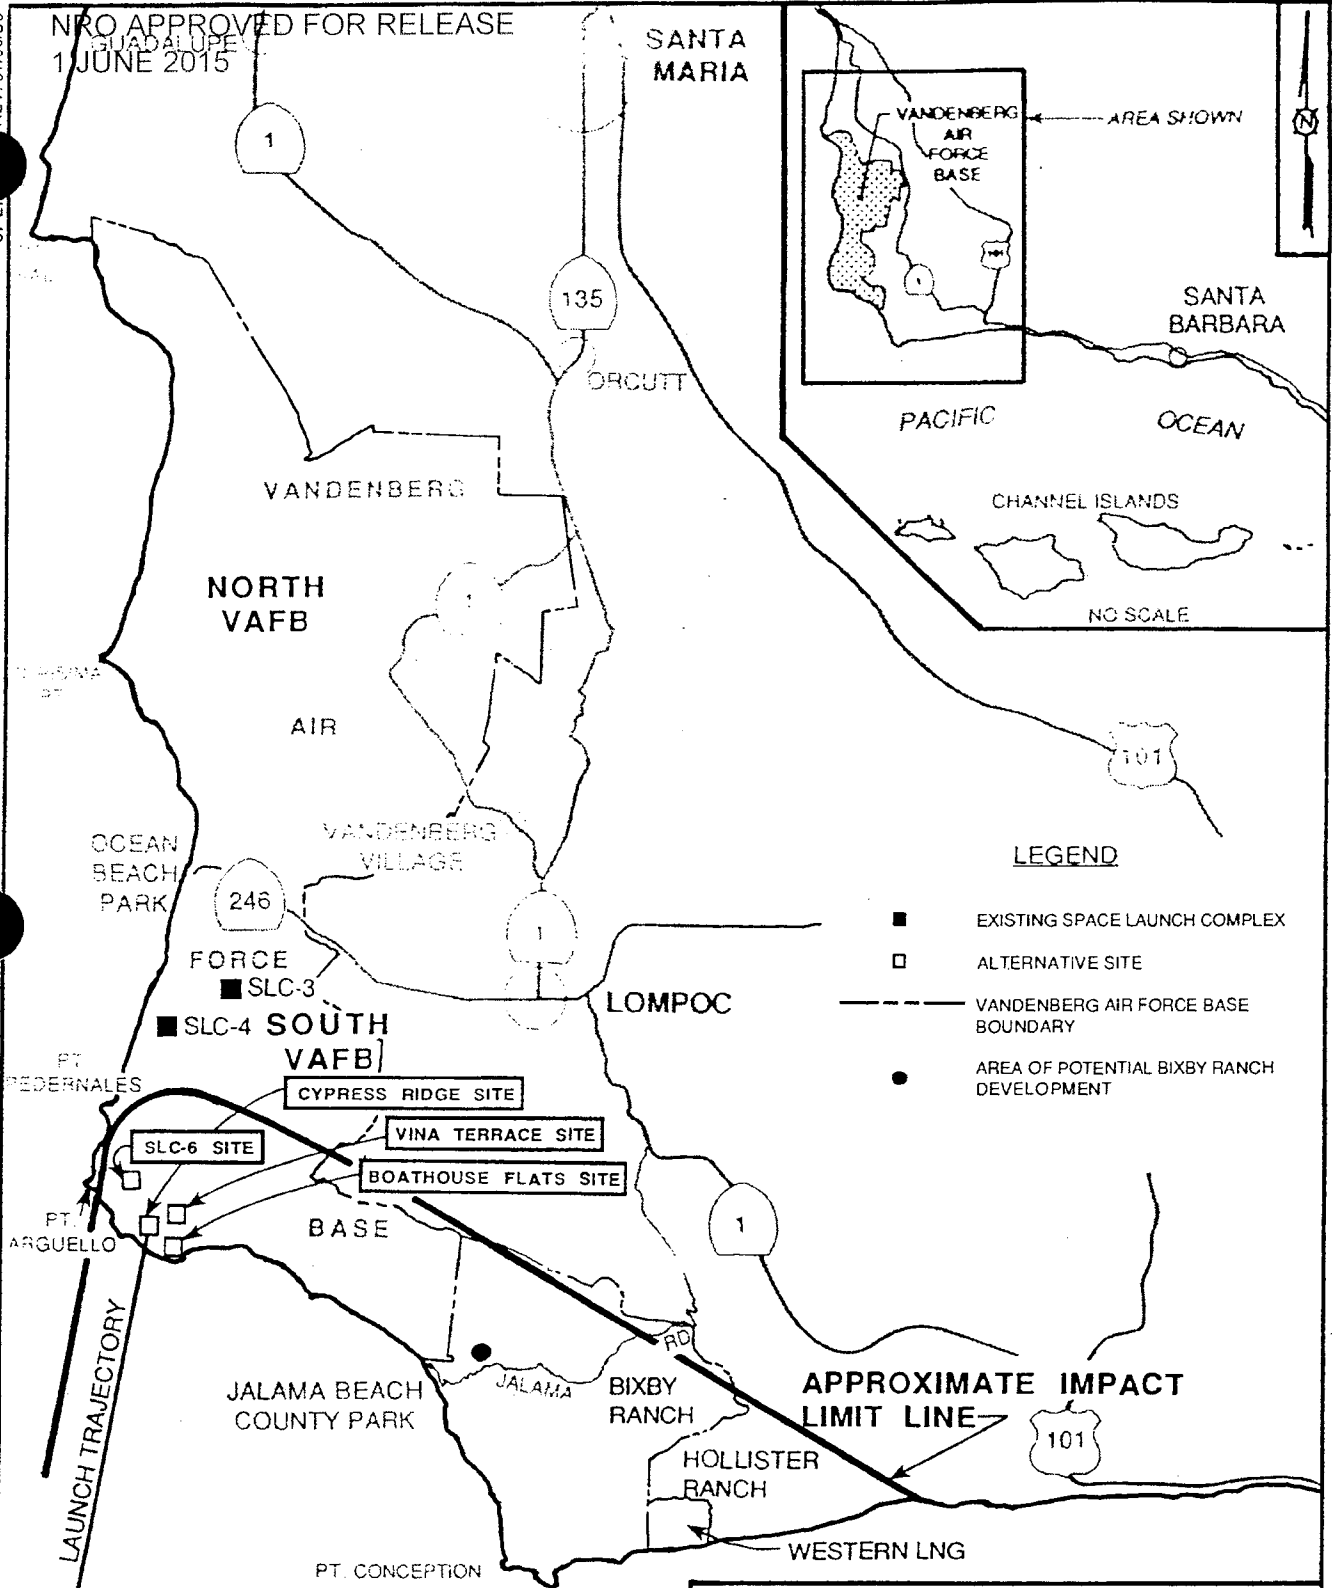 NRO APPROVED FOR RELEASE
1 JUNE 2015
GUADALUPE
SANTA
MARIA
1
135
ORCUTT
VANDENBERG
AIR
FORCE
BASE
AREA SHOWN
N
1
SANTA
BARBARA
PACIFIC OCEAN
CHANNEL ISLANDS
NO SCALE
VANDENBERG
NORTH
VAFB
1
AIR
101
VANDENBERG
VILLAGE
OCEAN
BEACH
PARK
246
1
FORCE
SLC-3
SLC-4
SOUTH
VAFB
LOMPOC
LEGEND
EXISTING SPACE LAUNCH COMPLEX
ALTERNATIVE SITE
VANDENBERG AIR FORCE BASE
BOUNDARY
AREA OF POTENTIAL BIXBY RANCH
DEVELOPMENT
PT.
PEDERNALES
CYPRESS RIDGE SITE
VINA TERRACE SITE
SLC-6 SITE
BOATHOUSE FLATS SITE
PT.
ARGUELLO
BASE
1
LAUNCH TRAJECTORY
JALAMA RD
JALAMA BEACH
COUNTY PARK
BIXBY
RANCH
APPROXIMATE IMPACT
LIMIT LINE
101
HOLLISTER
RANCH
WESTERN LNG
PT. CONCEPTION